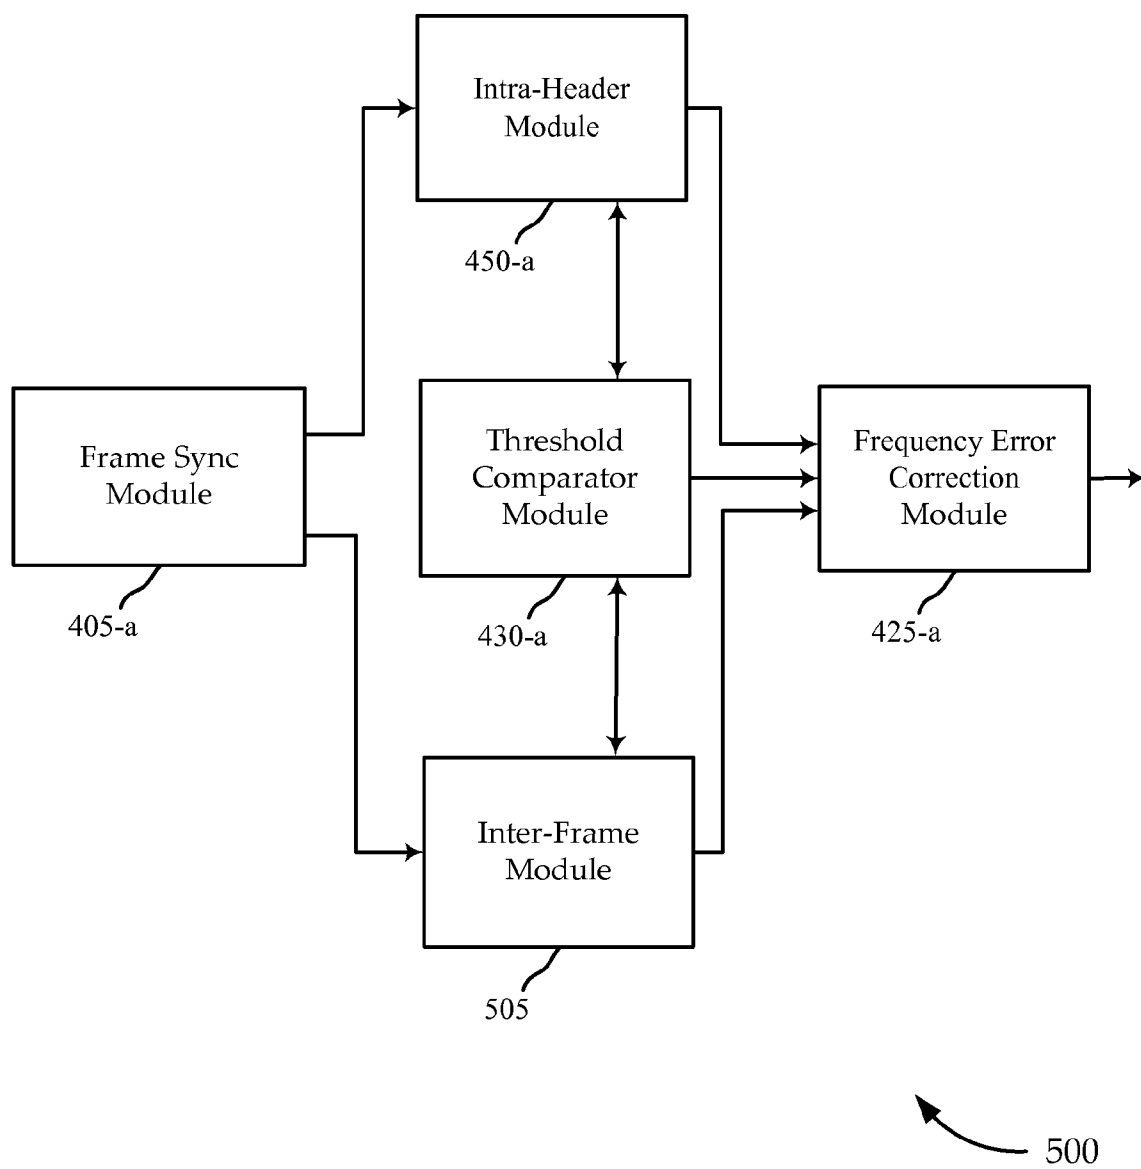 Intra-Header
Module
450-a
Frame Sync
Module
405-a
Threshold
Comparator
Module
430-a
Frequency Error
Correction
Module
425-a
Inter-Frame
Module
505
500